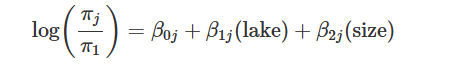 log(πj/π1) = β0j + β1j(lake) + β2j(size)